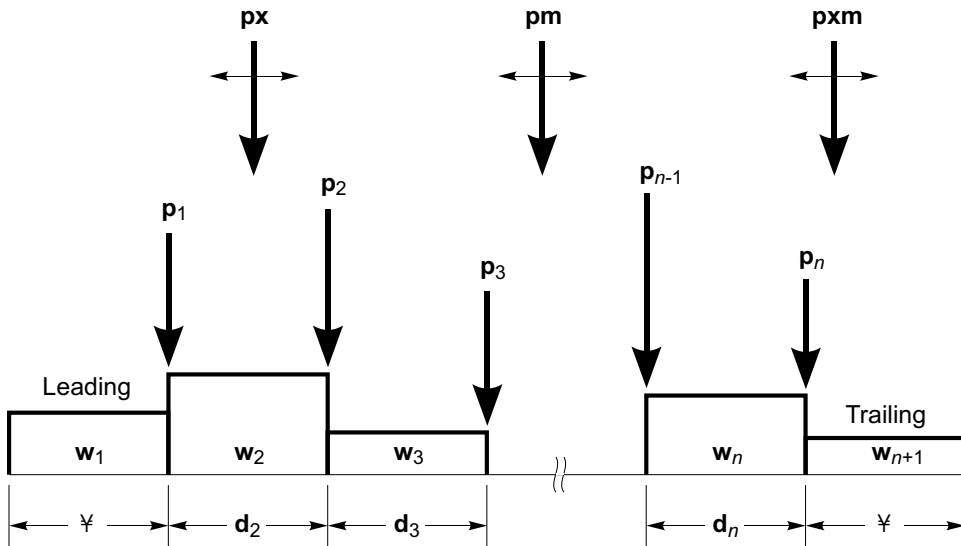 px pm pxm
p1 p2 p3 pn-1 pn
Leading Trailing
w1 w2 w3 wn wn+1
¥ d2 d3 dn ¥